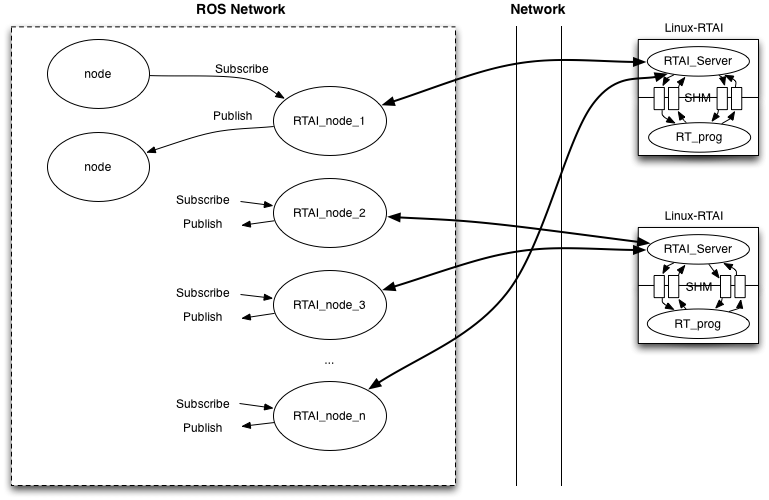 ROS Network
Network
Linux-RTAI
node
Subscribe
RTAI_Server
SHM
RT_prog
Publish
RTAI_node_1
node
Subscribe
Publish
RTAI_node_2
Linux-RTAI
RTAI_Server
SHM
RT_prog
Subscribe
Publish
RTAI_node_3
...
Subscribe
Publish
RTAI_node_n